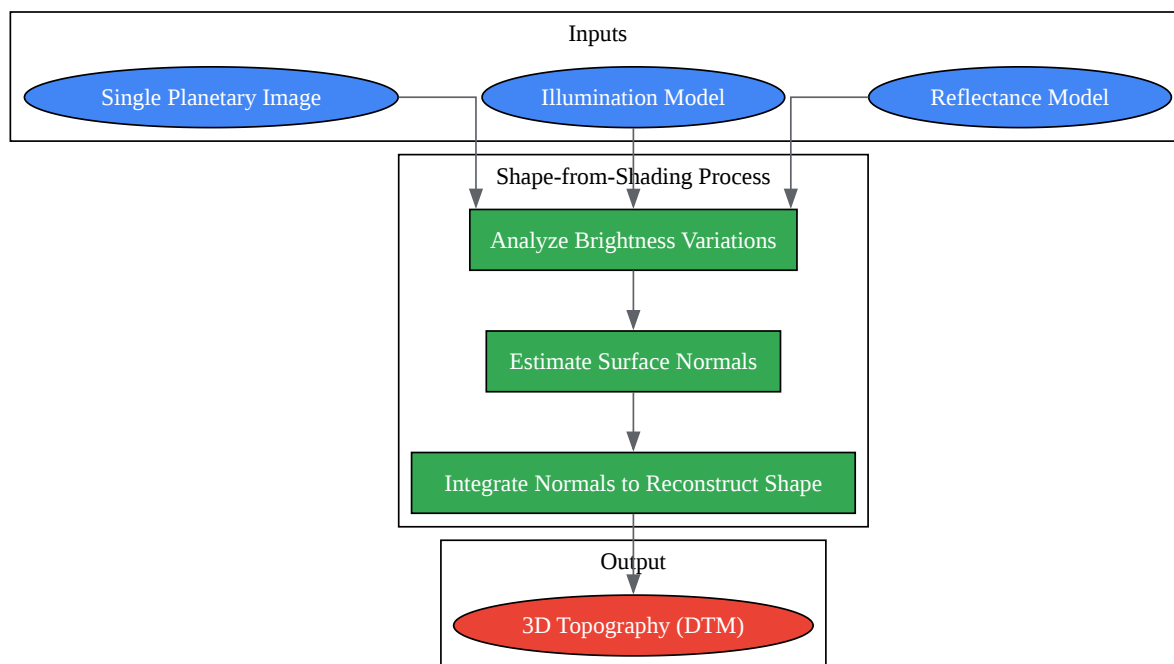 Inputs
Single Planetary Image
Illumination Model
Reflectance Model
Shape-from-Shading Process
Analyze Brightness Variations
Estimate Surface Normals
Integrate Normals to Reconstruct Shape
Output
3D Topography (DTM)